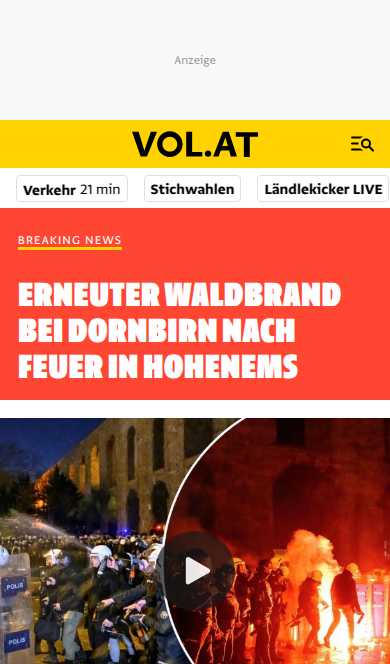 Anzeige
VOL.AT
Verkehr 21 min Stichwahlen Ländlekicker LIVE
BREAKING NEWS
ERNEUTER WALDBRAND
BEI DORNBIRN NACH
FEUER IN HOHENEMS
POLIS
POLIS